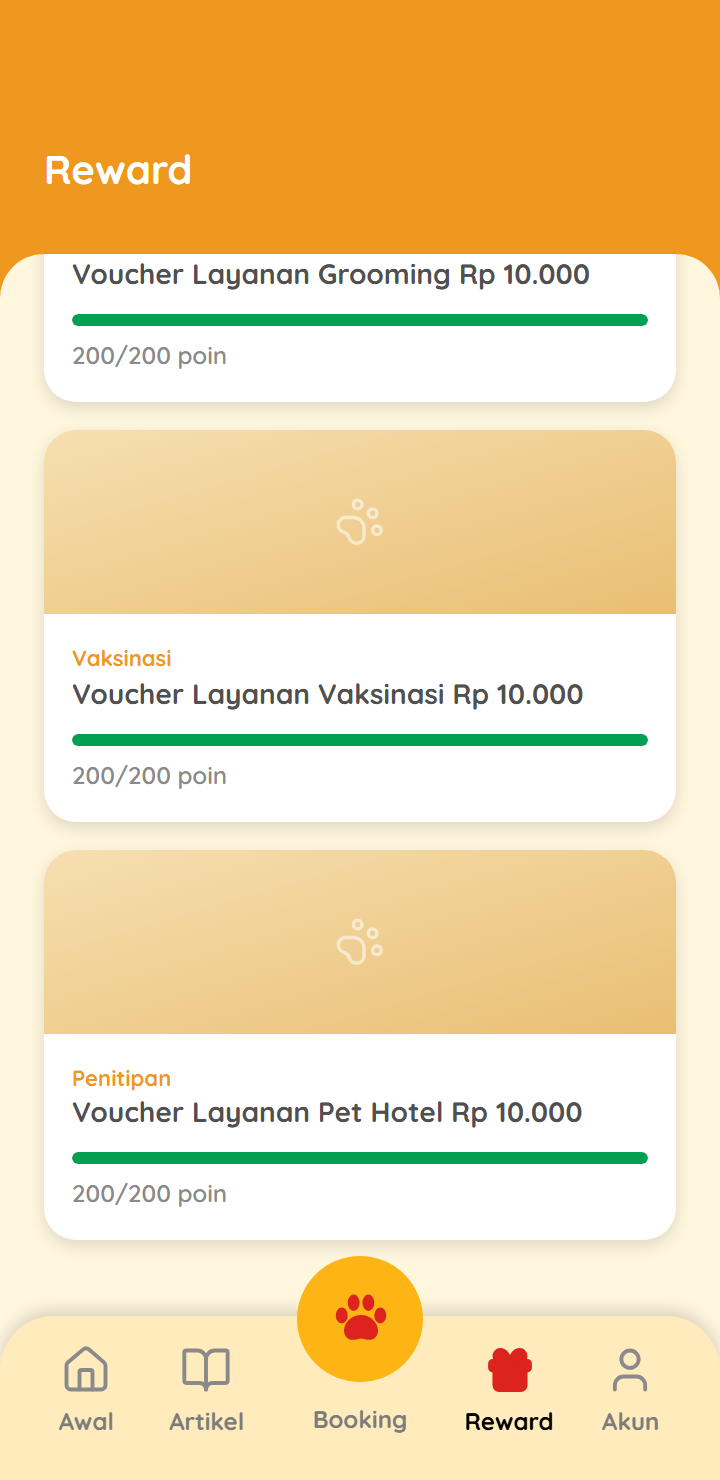 Reward
Voucher Layanan Grooming Rp 10.000
200/200 poin
Vaksinasi
Voucher Layanan Vaksinasi Rp 10.000
200/200 poin
Penitipan
Voucher Layanan Pet Hotel Rp 10.000
200/200 poin
Awal
Artikel
Booking
Reward
Akun